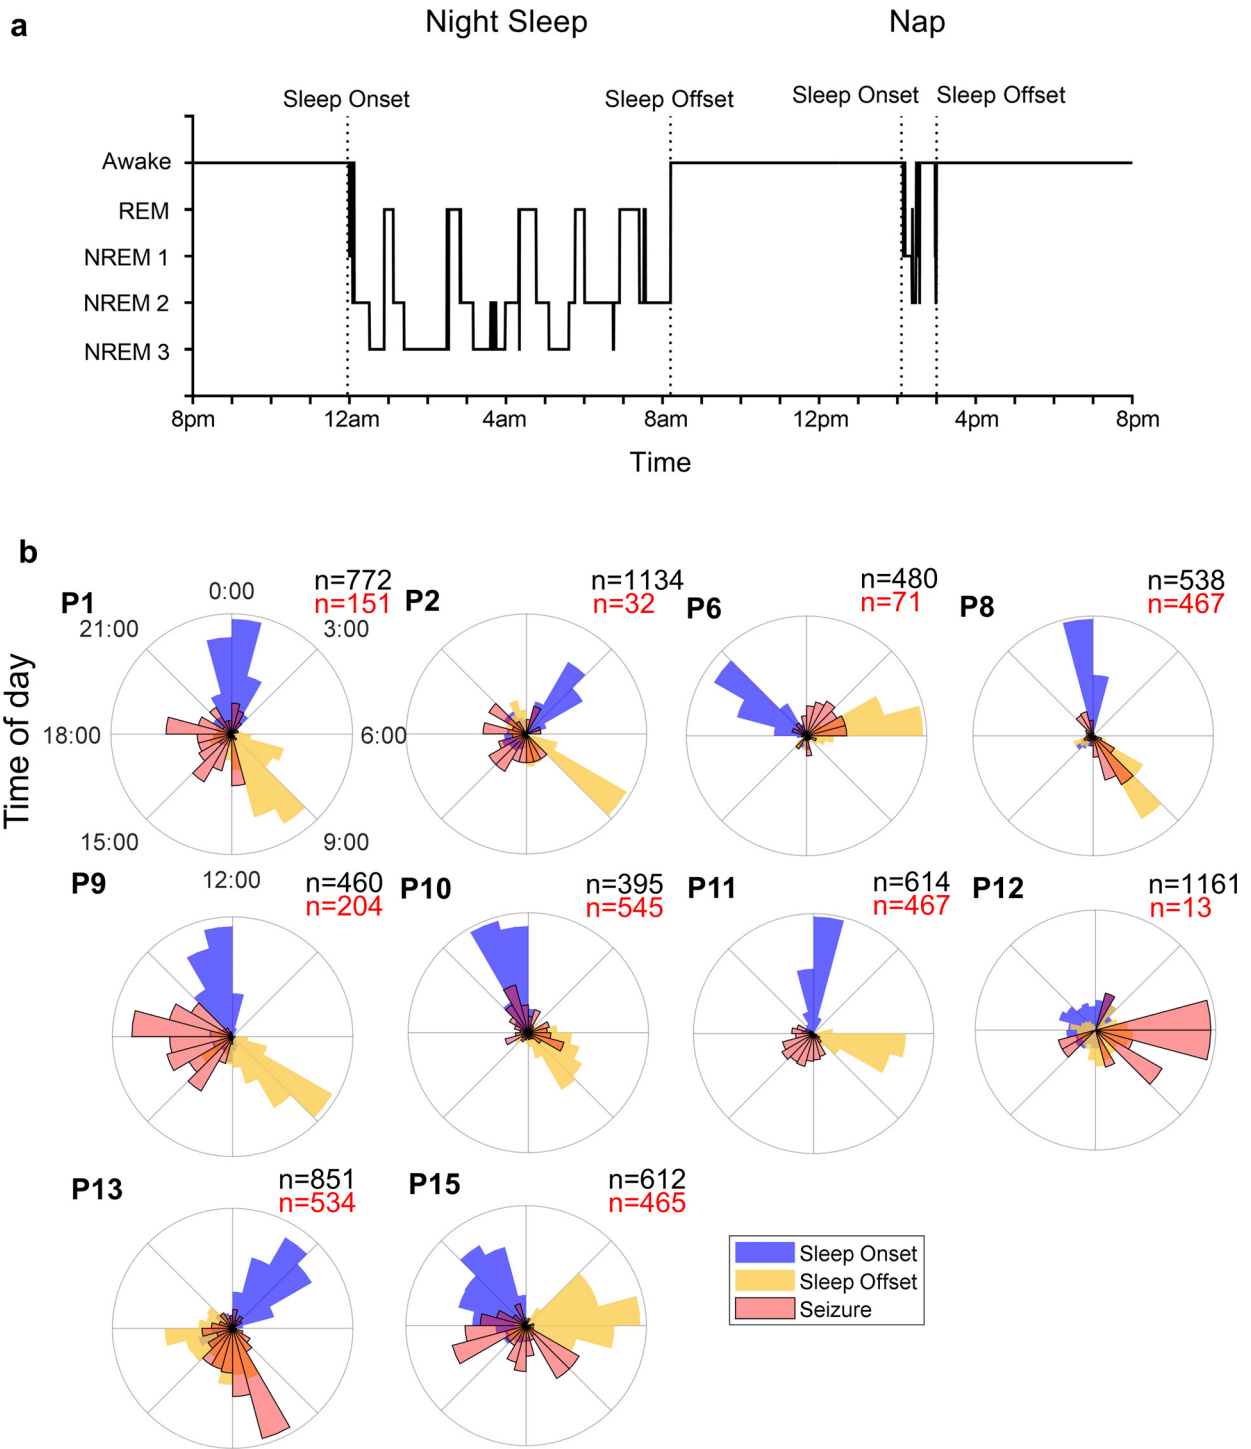 a
Night Sleep Nap
Sleep Onset Sleep Offset Sleep Onset Sleep Offset
Awake
REM
NREM 1
NREM 2
NREM 3
8pm 12am 4am 8am 12pm 4pm 8pm
Time
b
Time of day
P1 n=772
n=151
0:00
3:00
6:00
9:00
12:00
15:00
18:00
21:00
P2 n=1134
n=32
P6 n=480
n=71
P8 n=538
n=467
P9 n=460
n=204
P10 n=395
n=545
P11 n=614
n=467
P12 n=1161
n=13
P13 n=851
n=534
P15 n=612
n=465
Sleep Onset
Sleep Offset
Seizure